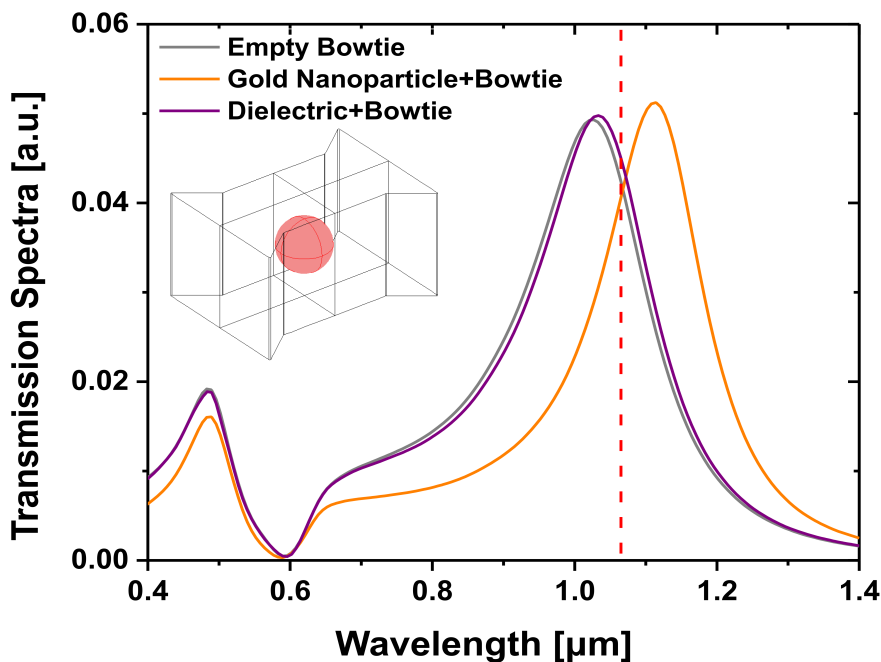 0.06
Empty Bowtie
Gold Nanoparticle+Bowtie
Dielectric+Bowtie
0.04
0.02
0.00
Transmission Spectra [a.u.]
0.4 0.6 0.8 1.0 1.2 1.4
Wavelength [µm]